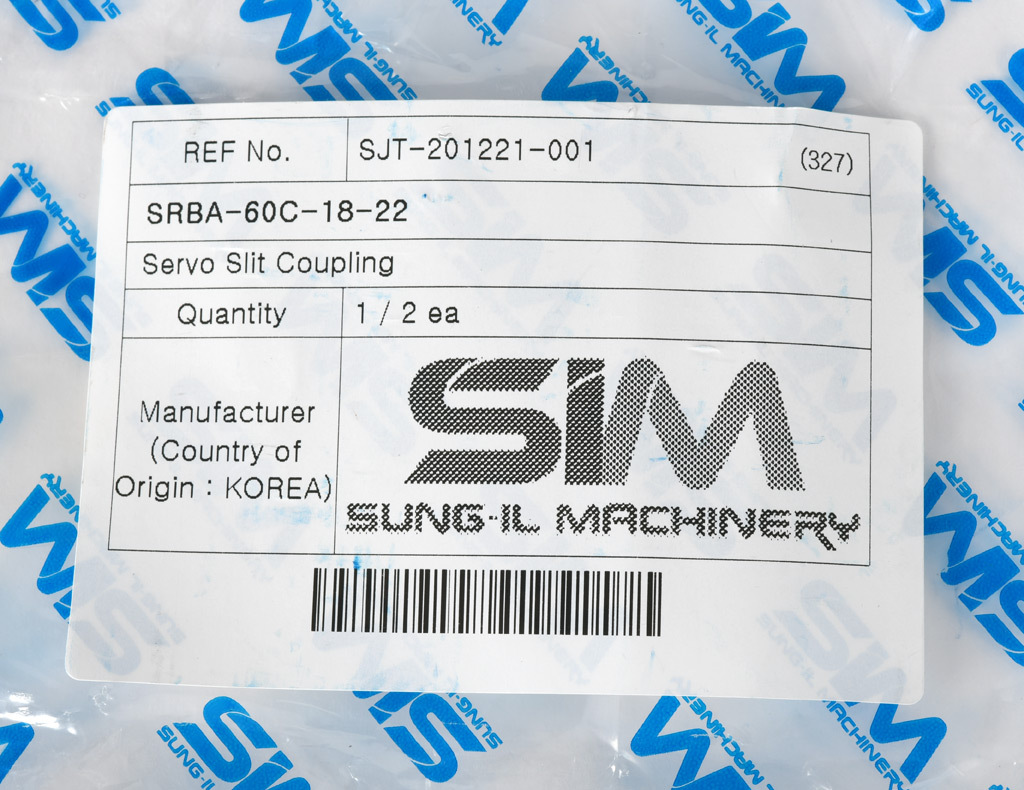 REF No. SJT-201221-001 (327)
SRBA-60C-18-22
Servo Slit Coupling
Quantity 1 / 2 ea
Manufacturer
(Country of
Origin : KOREA)
SIM
SUNG-IL MACHINERY